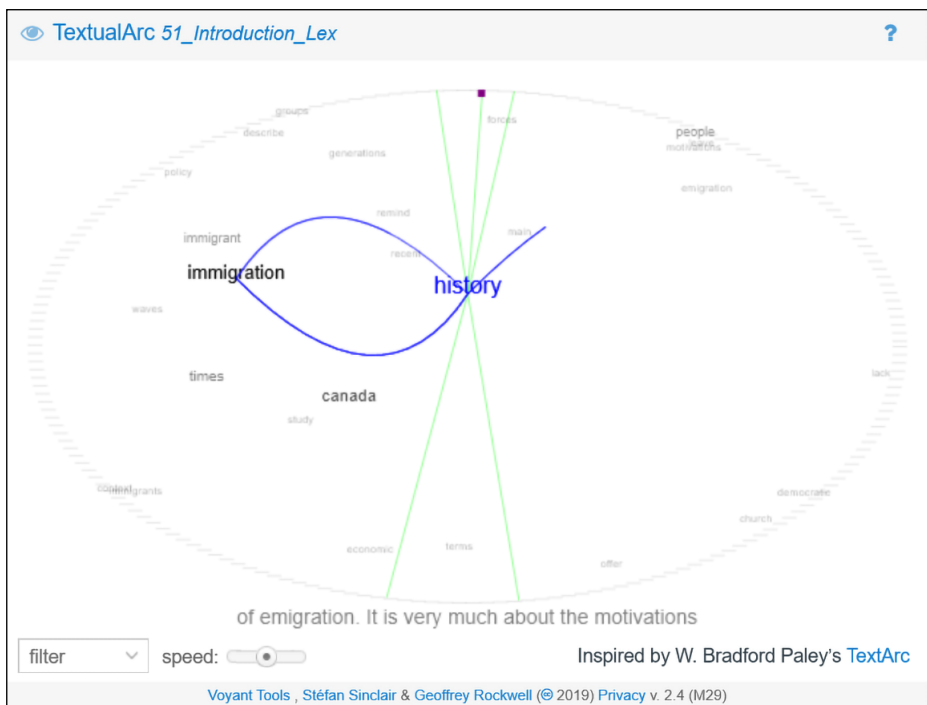 TextualArc 51_Introduction_Lex
?
groups
describe
forces
people
leave
motivations
generations
policy
emigration
remind
main
immigrant
recent
immigration
history
waves
times
lack
canada
study
context
immigrants
democratic
church
economic
terms
offer
of emigration. It is very much about the motivations
filter
speed:
Inspired by W. Bradford Paley’s TextArc
Voyant Tools , Stéfan Sinclair & Geoffrey Rockwell (🅭 2019) Privacy v. 2.4 (M29)